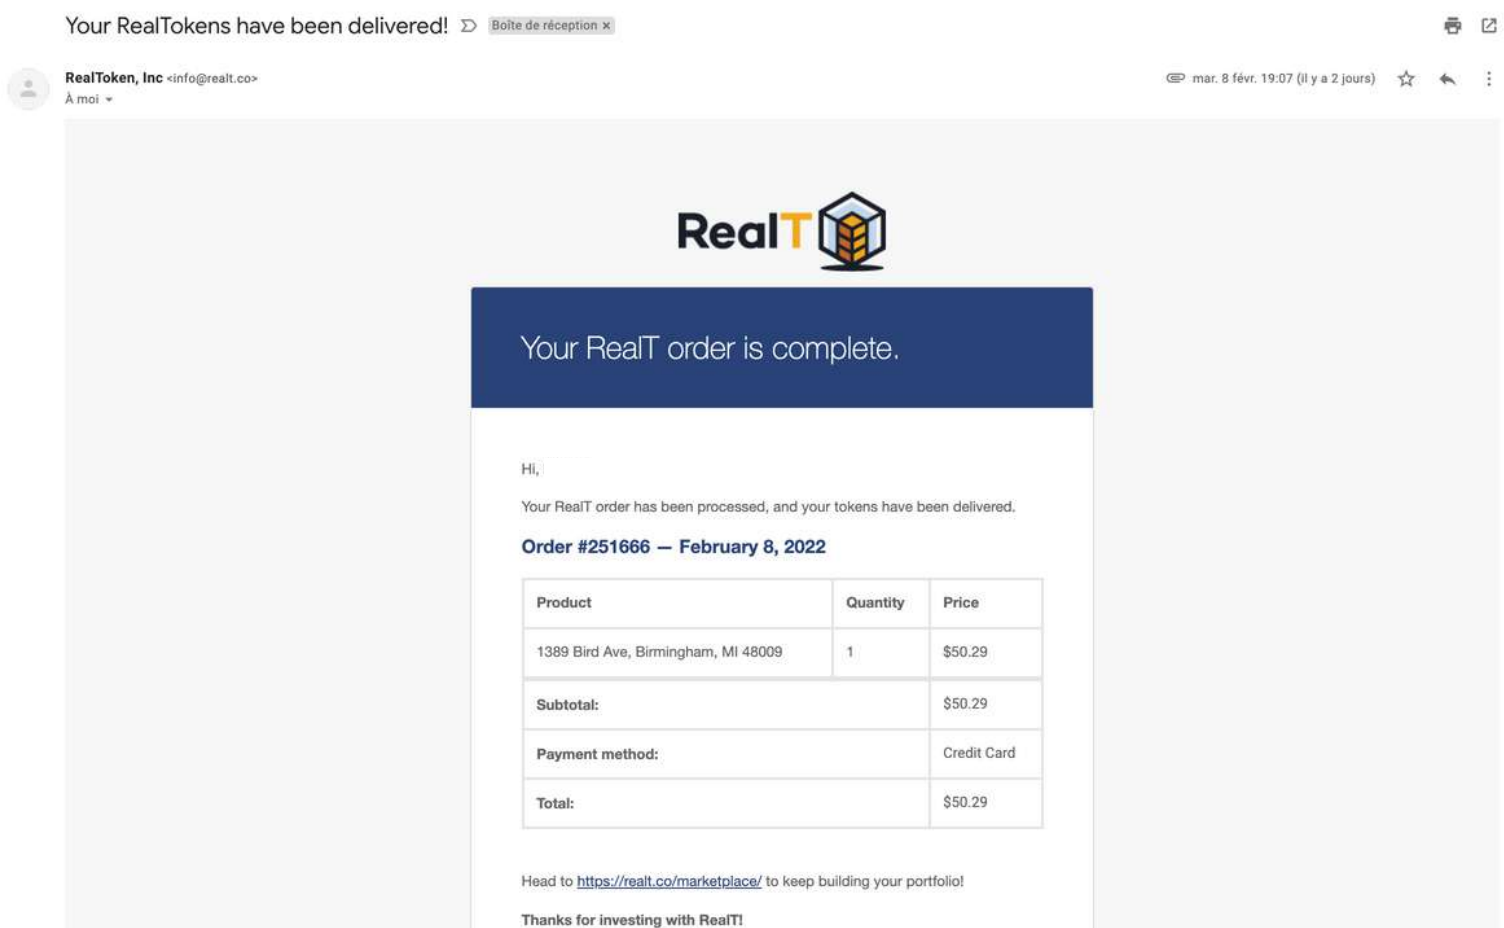 Your RealTokens have been delivered! Boîte de réception ×
RealToken, Inc <info@realt.co> mar. 8 févr. 19:07 (il y a 2 jours)
À moi
RealT
Your RealT order is complete.
Hi,
Your RealT order has been processed, and your tokens have been delivered.
Order #251666 — February 8, 2022
Product Quantity Price
1389 Bird Ave, Birmingham, MI 48009 1 $50.29
Subtotal: $50.29
Payment method: Credit Card
Total: $50.29
Head to https://realt.co/marketplace/ to keep building your portfolio!
Thanks for investing with RealT!